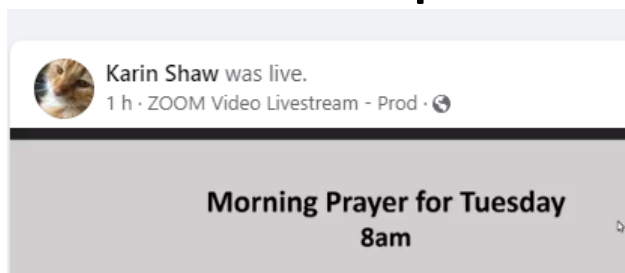 Karin Shaw was live.
1 h · ZOOM Video Livestream - Prod ·
Morning Prayer for Tuesday
8am